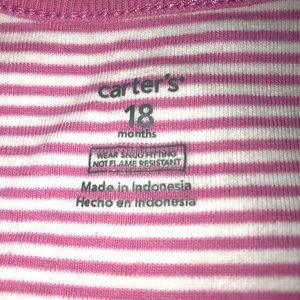 carter's
18
months
WEAR SNUG FITTING
NOT FLAME RESISTANT
Made in Indonesia
Hecho en Indonesia